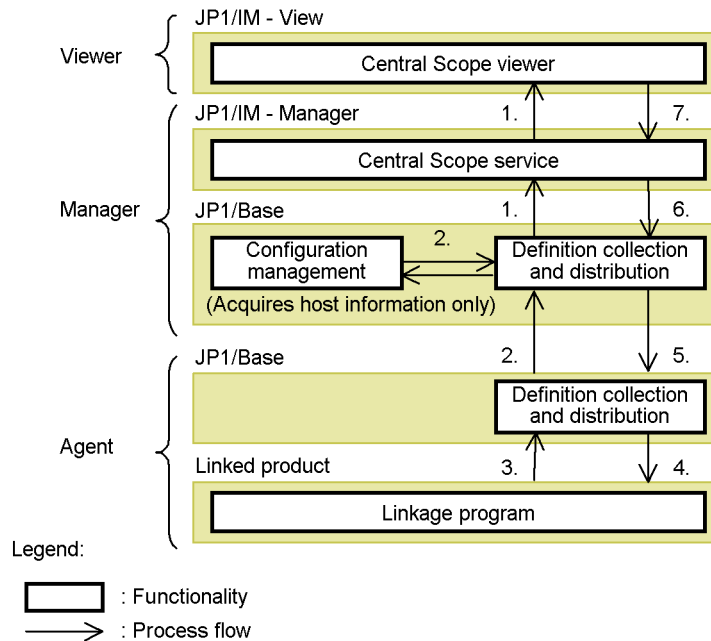 JP1/IM - View
Viewer
Central Scope viewer
1.
7.
JP1/IM - Manager
Central Scope service
Manager
1.
6.
JP1/Base
Configuration
management
2.
Definition collection
and distribution
(Acquires host information only)
2.
5.
JP1/Base
Definition collection
and distribution
Agent
3.
4.
Linked product
Linkage program
Legend:
: Functionality
: Process flow